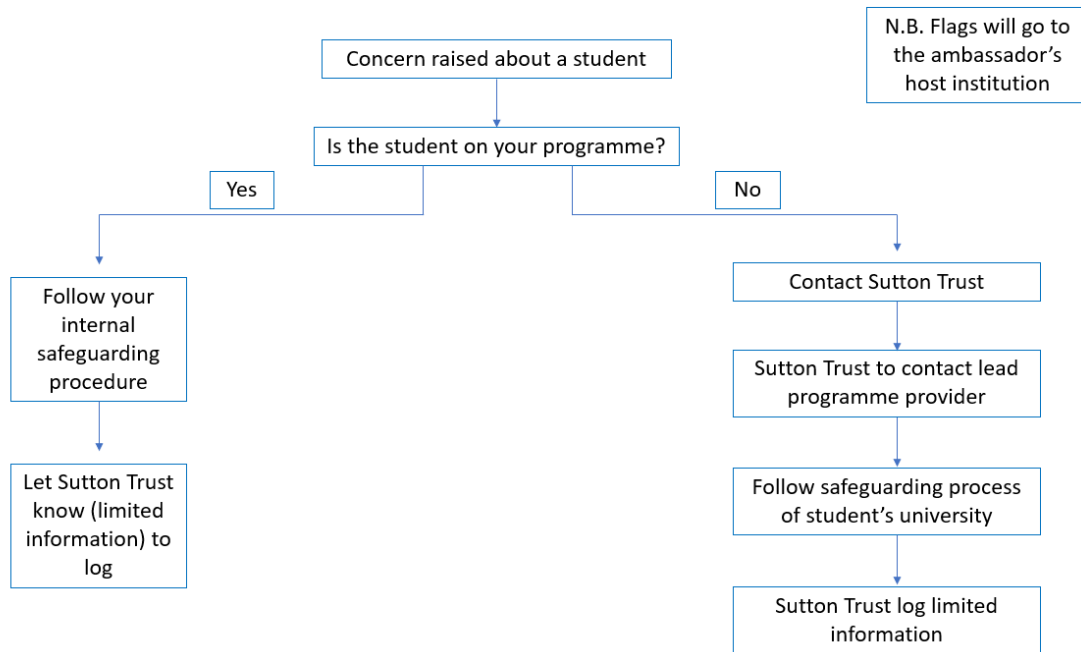 N.B. Flags will go to
the ambassador's
host institution
Concern raised about a student
Is the student on your programme?
Yes
No
Follow your
internal
safeguarding
procedure
Let Sutton Trust
know (limited
information) to
log
Contact Sutton Trust
Sutton Trust to contact lead
programme provider
Follow safeguarding process
of student's university
Sutton Trust log limited
information